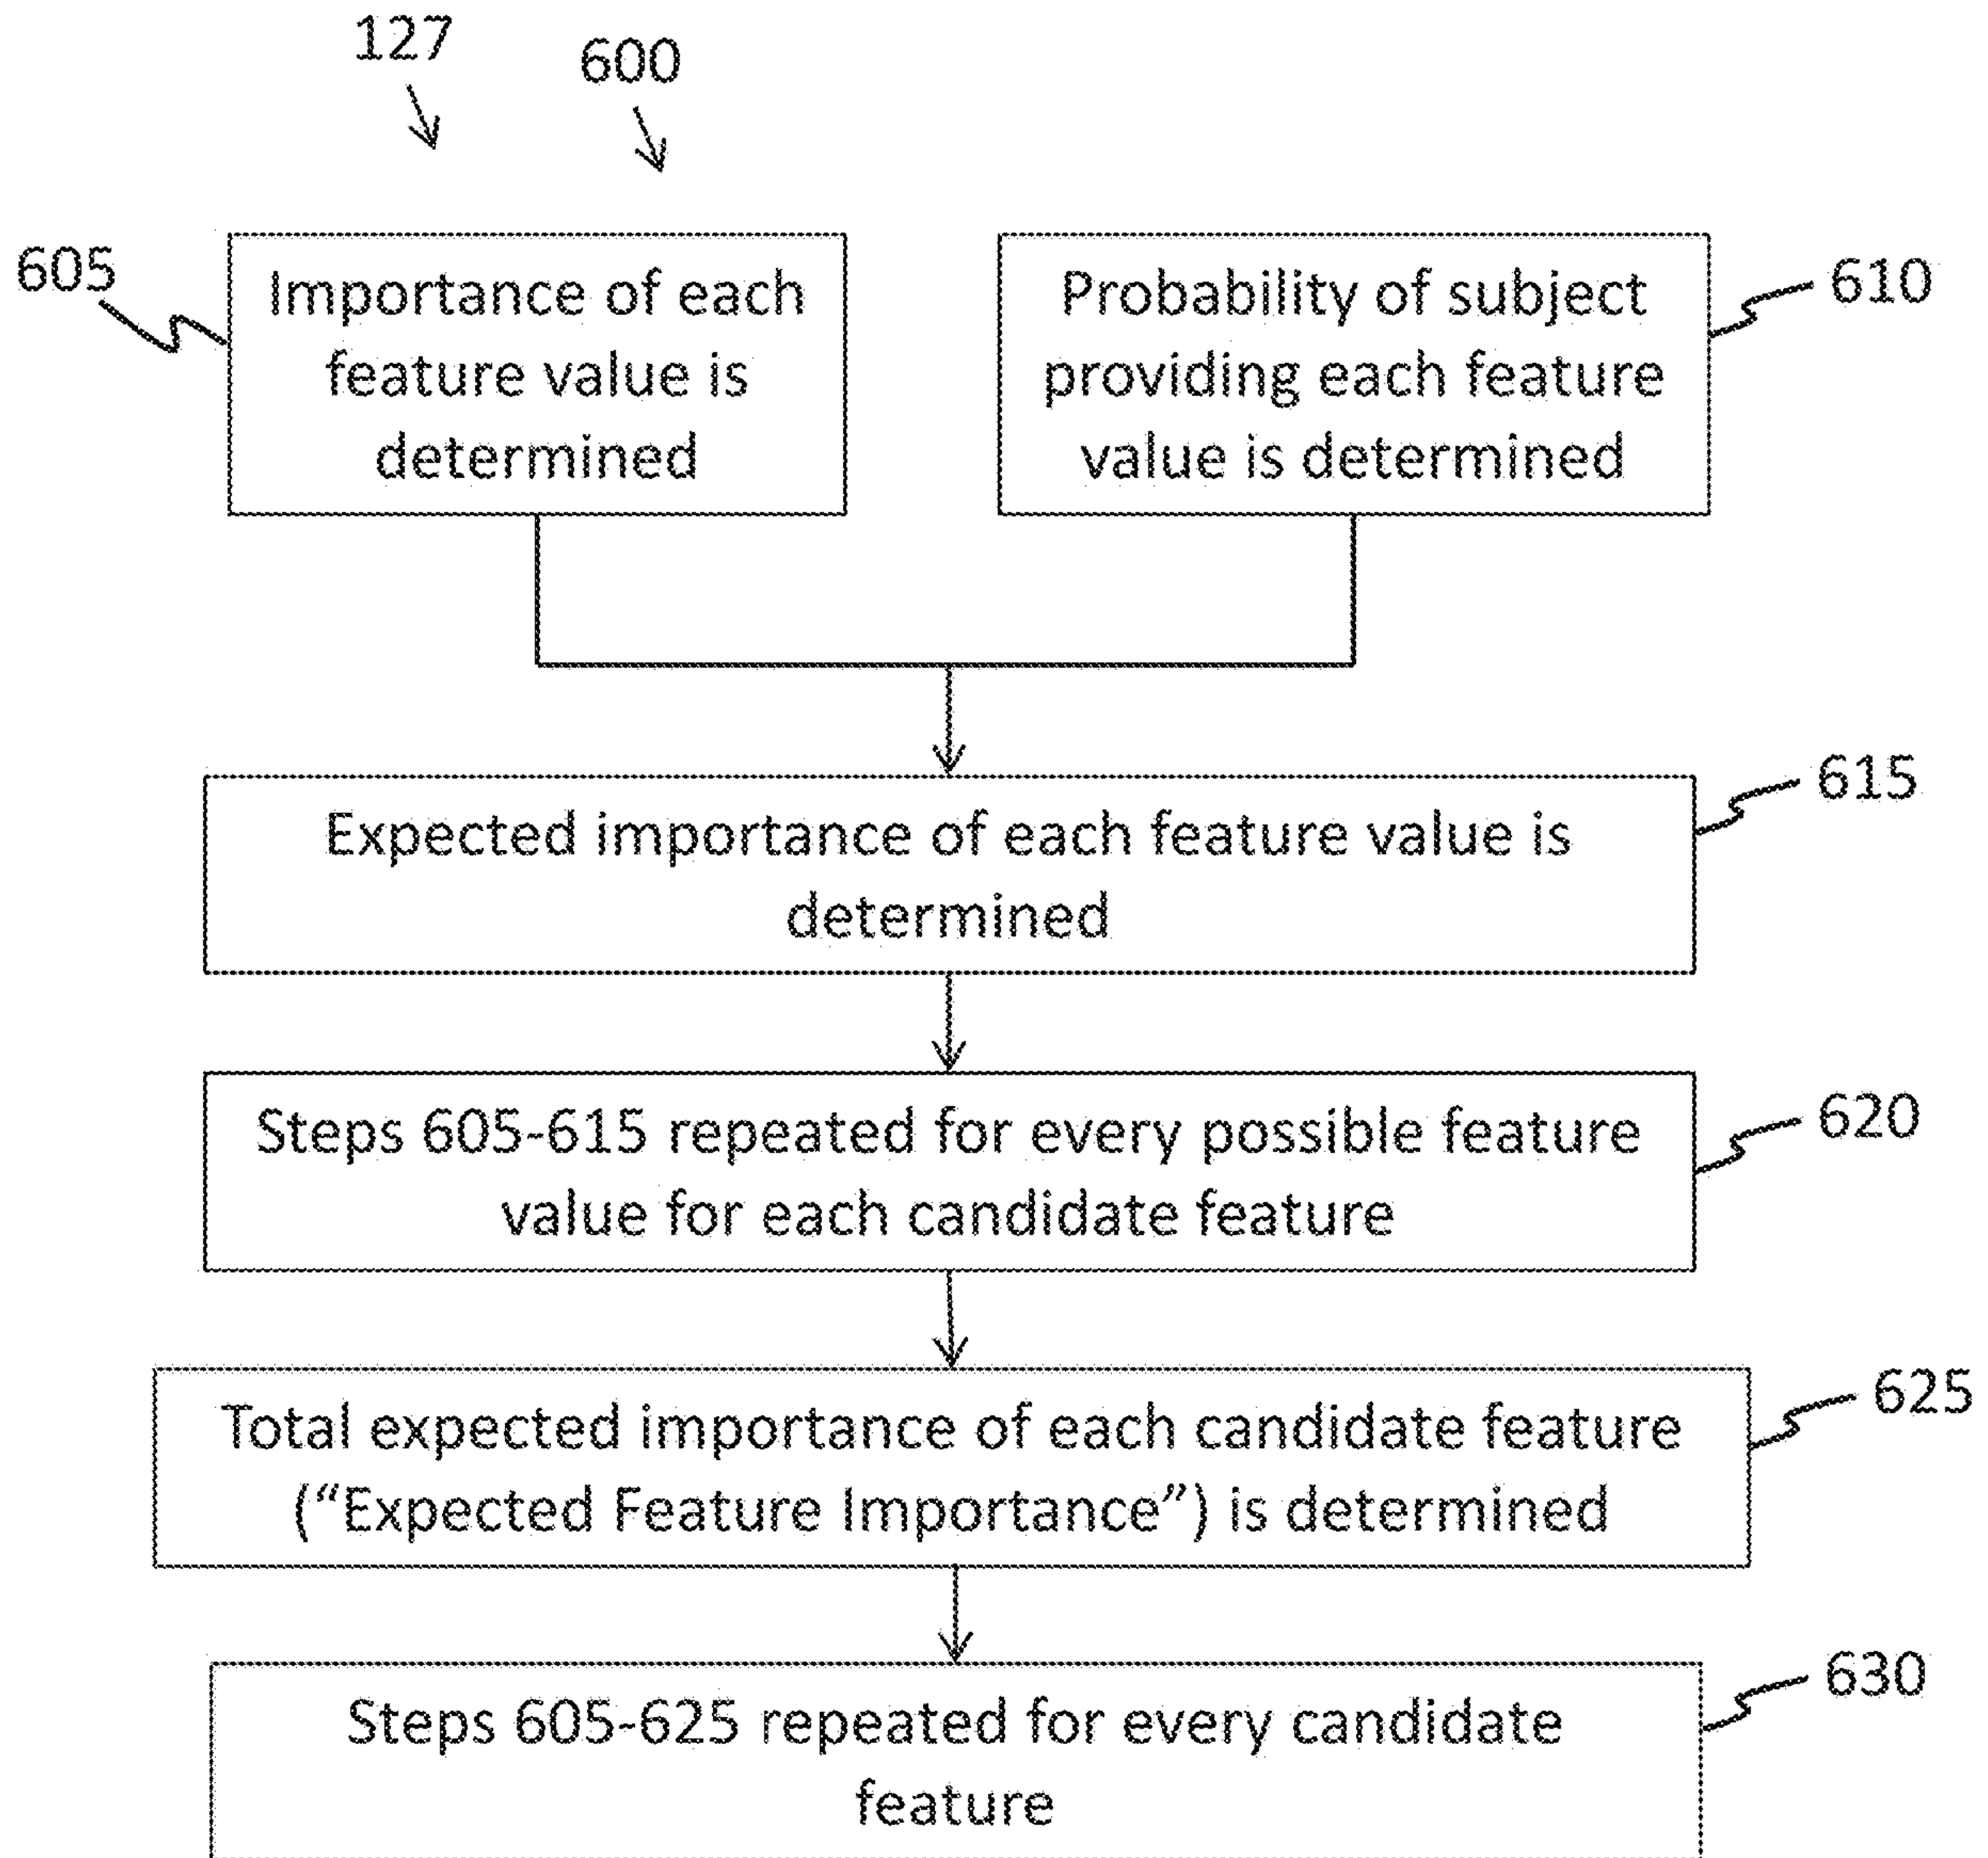 127
600
605
Importance of each
feature value is
determined
Probability of subject
providing each feature
value is determined
610
Expected importance of each feature value is
determined
615
Steps 605-615 repeated for every possible feature
value for each candidate feature
620
Total expected importance of each candidate feature
(“Expected Feature Importance”) is determined
625
Steps 605-625 repeated for every candidate
feature
630